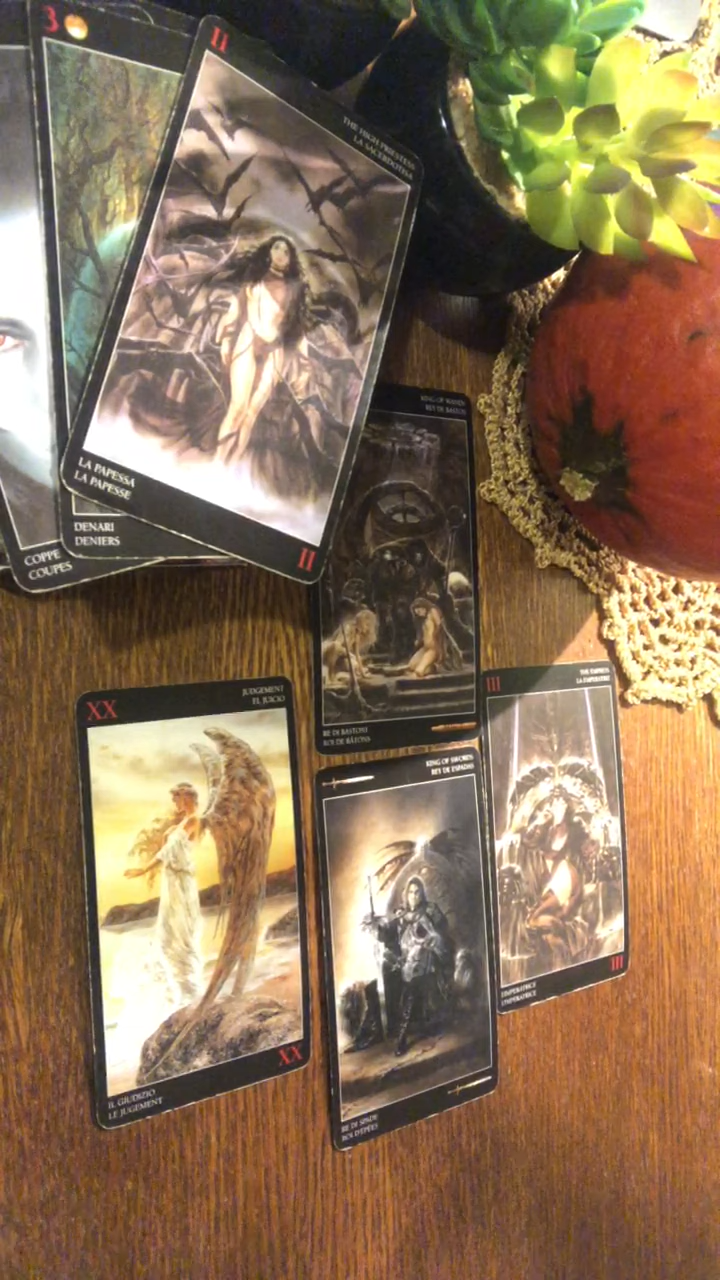 3
DENARI
DENIERS
COPPE
COUPES
II
THE HIGH PRIESTESS
LA SACERDOTISA
LA PAPESSA
LA PAPESSE
II
KING OF WANDS
REY DE BASTOS
RE DI BASTONI
ROI DE BÂTONS
XX
JUDGEMENT
EL JUICIO
IL GIUDIZIO
LE JUGEMENT
XX
KING OF SWORDS
REY DE ESPADAS
RE DI SPADE
ROI D'ÉPÉES
III
THE EMPRESS
LA EMPERATRIZ
L'IMPERATRICE
L'IMPÉRATRICE
III